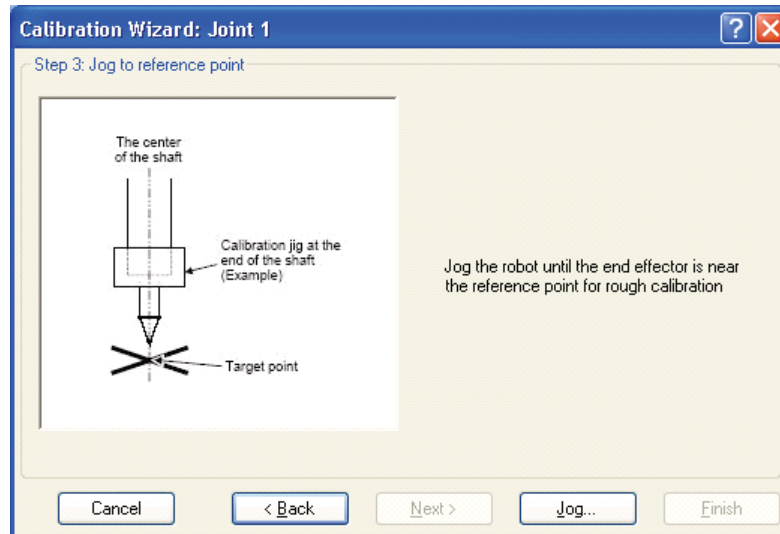 Calibration Wizard: Joint 1
Step 3: Jog to reference point
The center
of the shaft
Calibration jig at the
end of the shaft
(Example)
Target point
Jog the robot until the end effector is near
the reference point for rough calibration
Cancel
< Back
Next >
Jog...
Finish